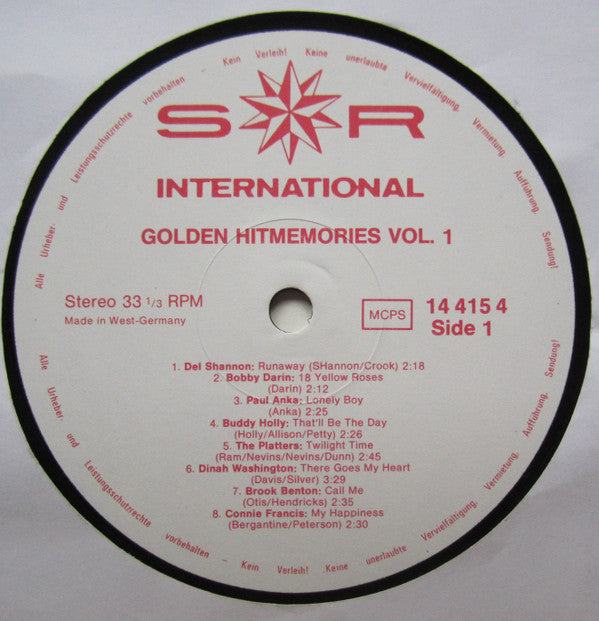 Alle Urheber- und Leistungsschutzrechte vorbehalten Kein Verleih! Keine unerlaubte Vervielfältigung, Vermietung, Aufführung, Sendung!
S R
INTERNATIONAL
GOLDEN HITMEMORIES VOL. 1
Stereo 33 1/3 RPM
Made in West-Germany
MCPS
14 415 4
Side 1
1. Del Shannon: Runaway (SHannon/Crook) 2:18
2. Bobby Darin: 18 Yellow Roses
(Darin) 2:12
3. Paul Anka: Lonely Boy
(Anka) 2:25
4. Buddy Holly: That'll Be The Day
(Holly/Allison/Petty) 2:26
5. The Platters: Twilight Time
(Ram/Nevins/Nevins/Dunn) 2:45
6. Dinah Washington: There Goes My Heart
(Davis/Silver) 3:29
7. Brook Benton: Call Me
(Otis/Hendricks) 2:35
8. Connie Francis: My Happiness
(Bergantine/Peterson) 2:30
Alle Urheber- und Leistungsschutzrechte vorbehalten - Kein Verleih! Keine unerlaubte Vervielfältigung, Vermietung, Aufführung, Sendung!